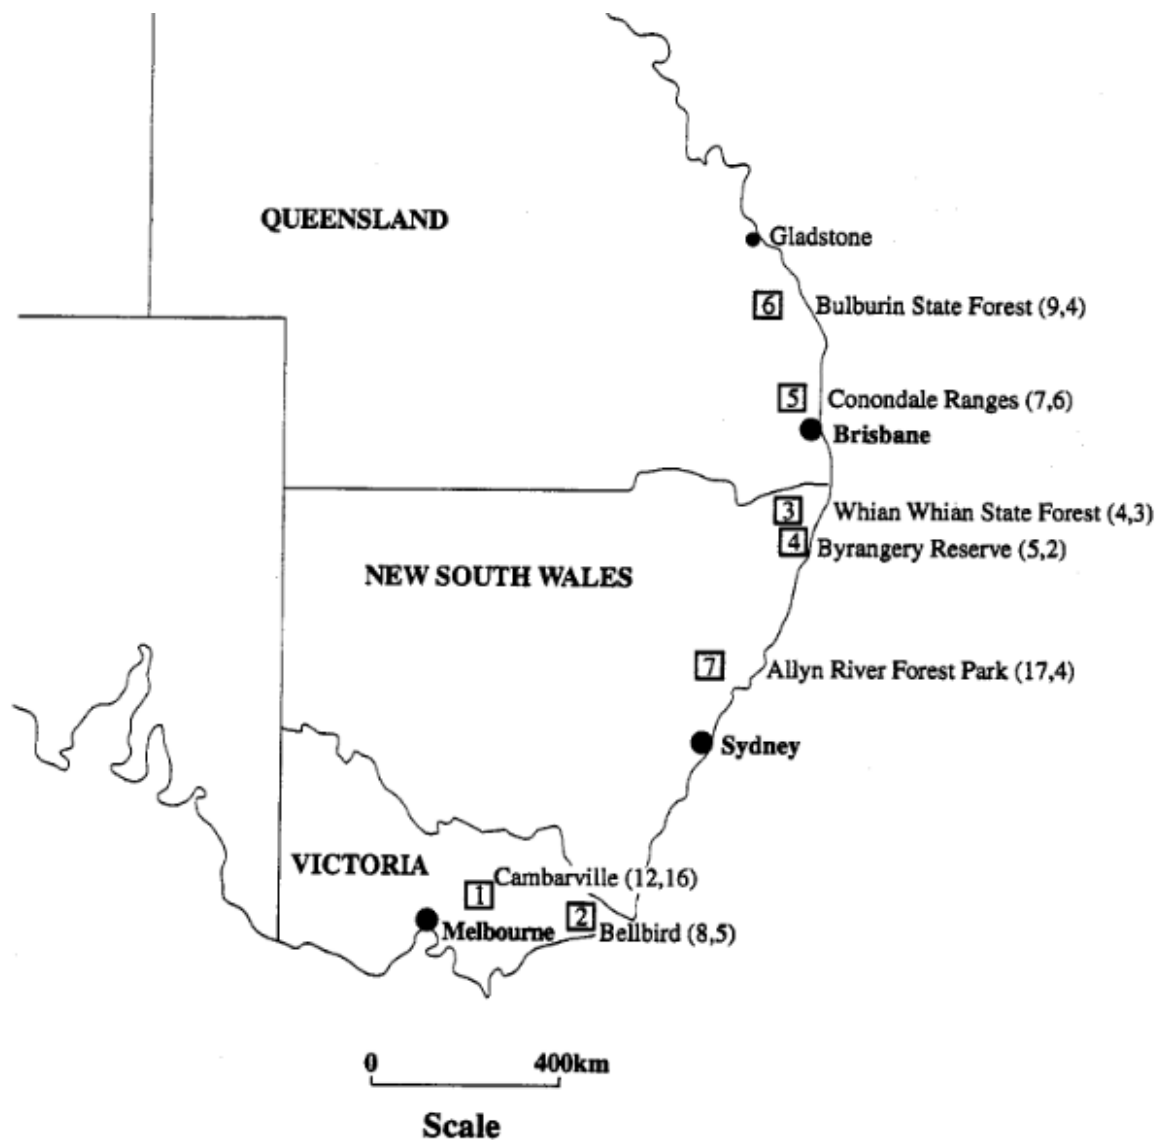 QUEENSLAND
Gladstone
6 Bulburin State Forest (9,4)
5 Conondale Ranges (7,6)
Brisbane
3 Whian Whian State Forest (4,3)
4 Byrangery Reserve (5,2)
NEW SOUTH WALES
7 Allyn River Forest Park (17,4)
Sydney
VICTORIA
Cambarville (12,16)
1
2
Melbourne
Bellbird (8,5)
0 400km
Scale